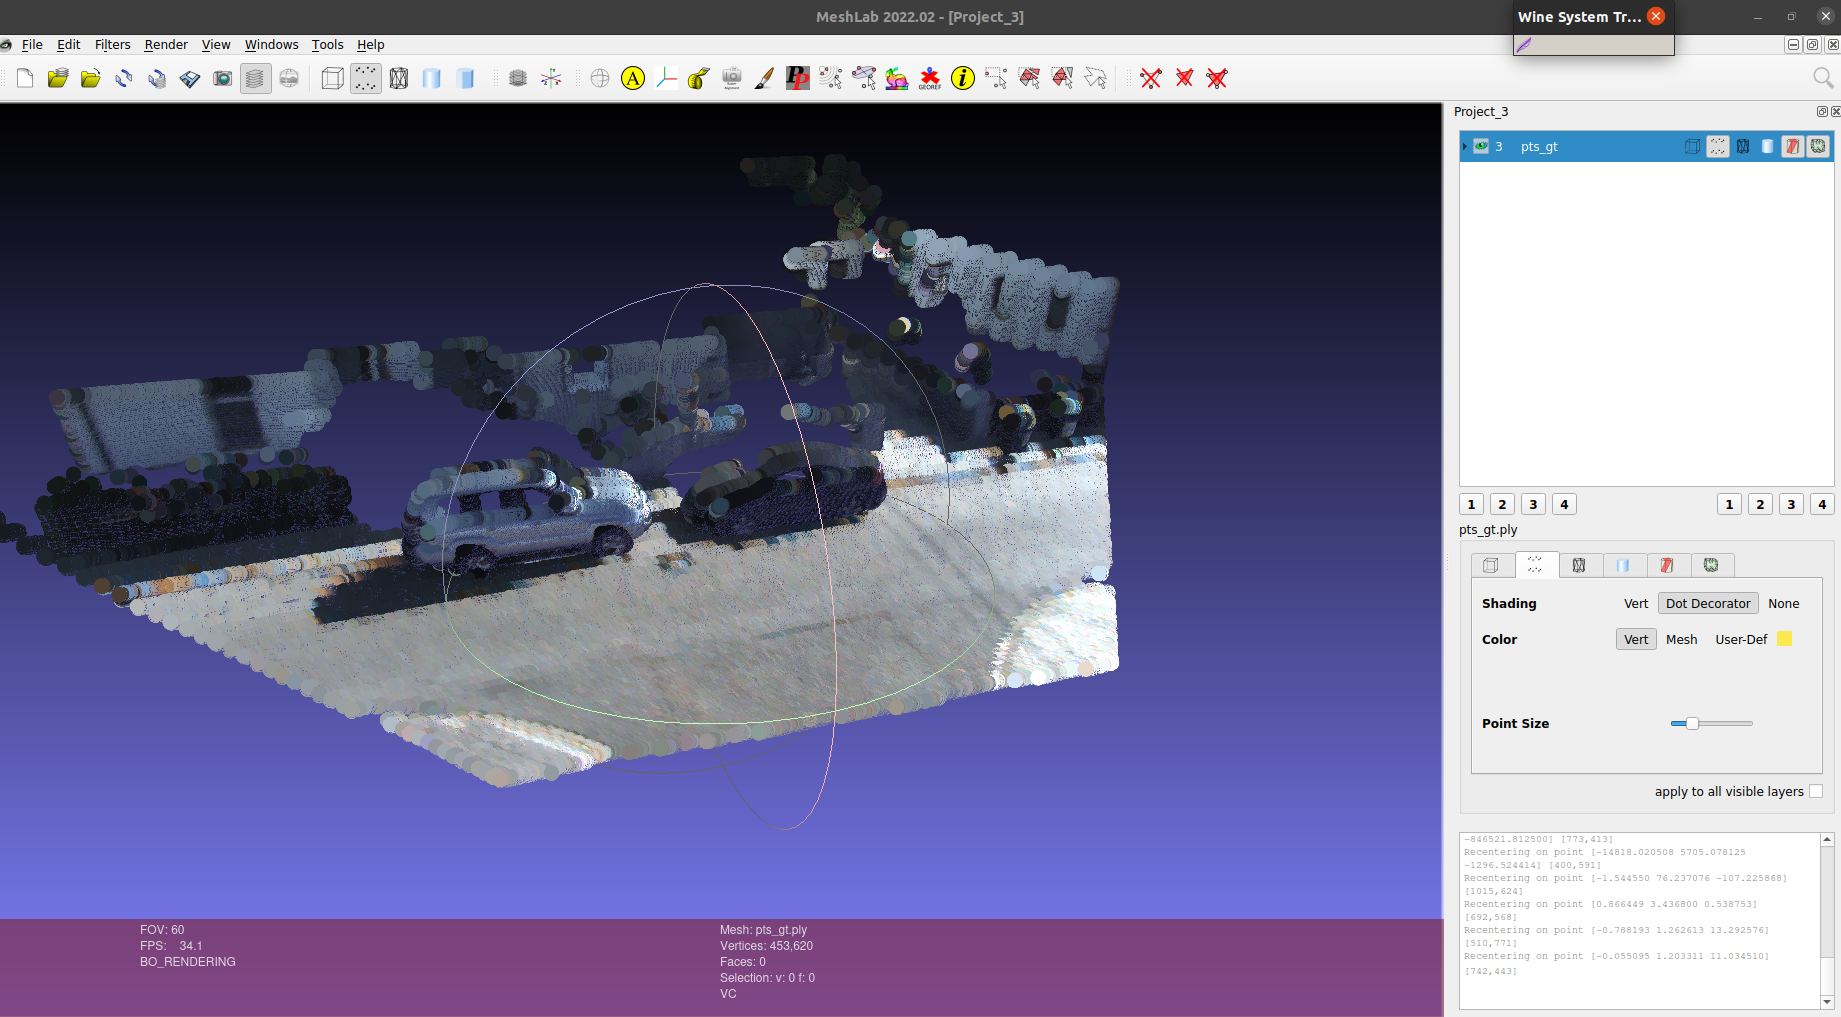 MeshLab 2022.02 - [Project_3]
Wine System Tr...
File Edit Filters Render View Windows Tools Help
A
PP
GEOREF
i
Project_3
3 pts_gt
1 2 3 4 1 2 3 4
pts_gt.ply
Shading Vert Dot Decorator None
Color Vert Mesh User-Def
Point Size
apply to all visible layers
-846521.812500] [773,413]
Recentering on point [-14818.020508 5705.078125
-1296.524414] [400,591]
Recentering on point [-1.544550 76.237076 -107.225868]
[1015,624]
Recentering on point [0.866449 3.436800 0.538753]
[692,568]
Recentering on point [-0.788193 1.262613 13.292576]
[510,771]
Recentering on point [-0.055095 1.203311 11.034510]
[742,443]
FOV: 60
FPS: 34.1
BO_RENDERING
Mesh: pts_gt.ply
Vertices: 453,620
Faces: 0
Selection: v: 0 f: 0
VC